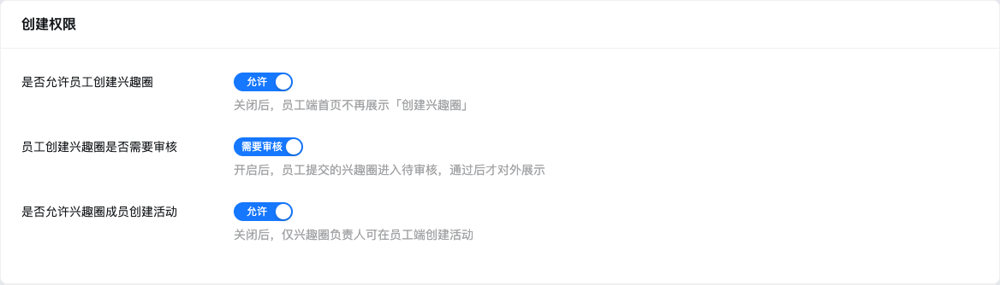 创建权限
是否允许员工创建兴趣圈
允许
关闭后，员工端首页不再展示「创建兴趣圈」
员工创建兴趣圈是否需要审核
需要审核
开启后，员工提交的兴趣圈进入待审核，通过后才对外展示
是否允许兴趣圈成员创建活动
允许
关闭后，仅兴趣圈负责人可在员工端创建活动